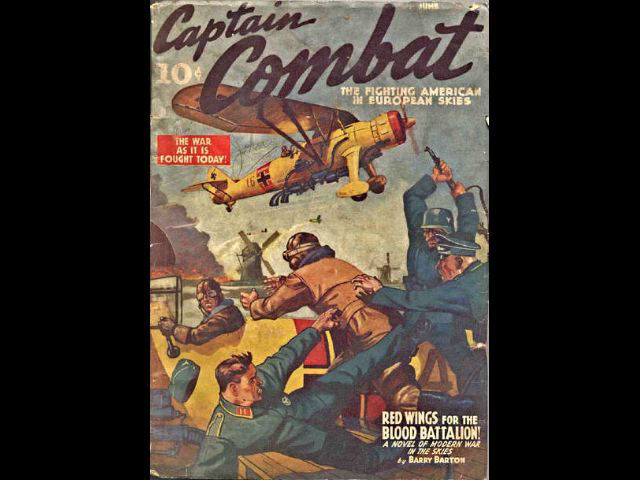 JUNE
Captain
Combat
10¢
THE FIGHTING AMERICAN
IN EUROPEAN SKIES
THE WAR
AS IT IS
FOUGHT TODAY!
RED WINGS FOR THE
BLOOD BATTALION!
A NOVEL OF MODERN WAR
IN THE SKIES
by BARRY BARTON